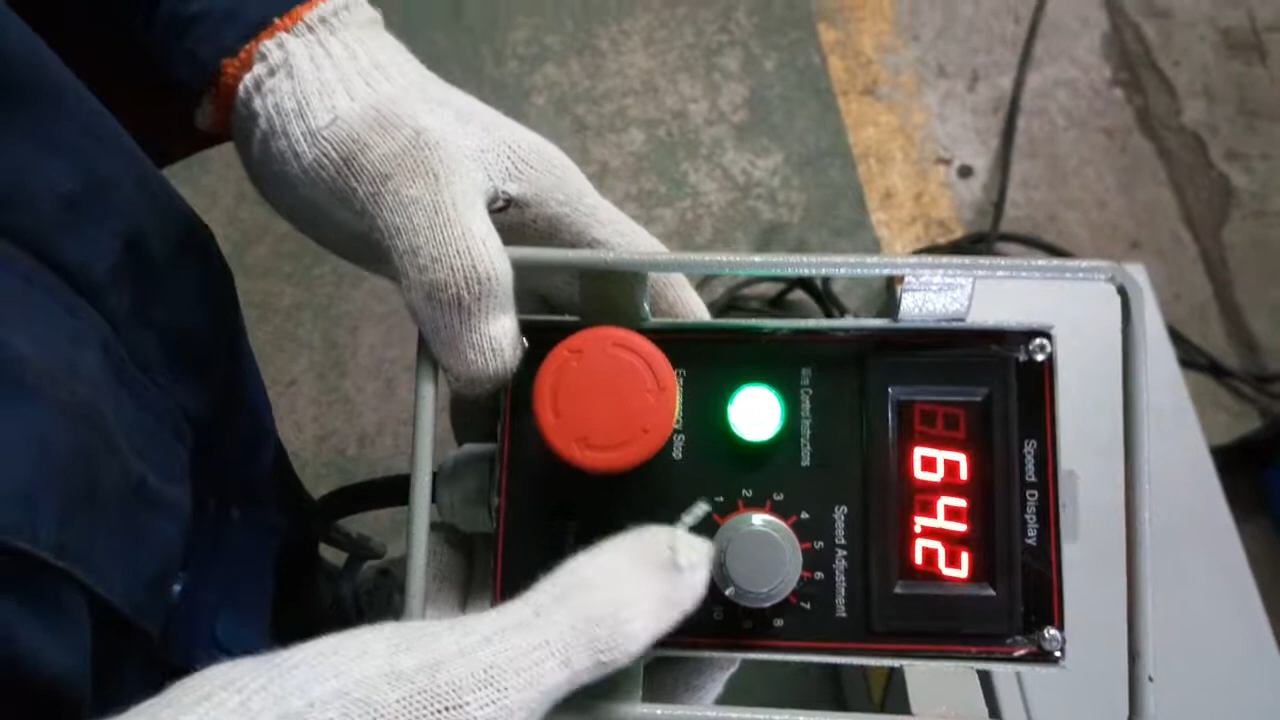 Speed Display
64.2
Speed Adjustment
Wire Control Instructions
1
2
3
4
5
6
7
8
9
10
Emergency Stop